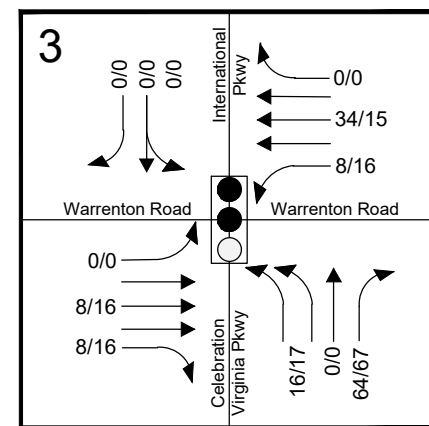 3
0/0
0/0
0/0
International
Pkwy
0/0
34/15
8/16
Warrenton Road
Warrenton Road
0/0
8/16
8/16
Celebration
Virginia Pkwy
16/17
0/0
64/67